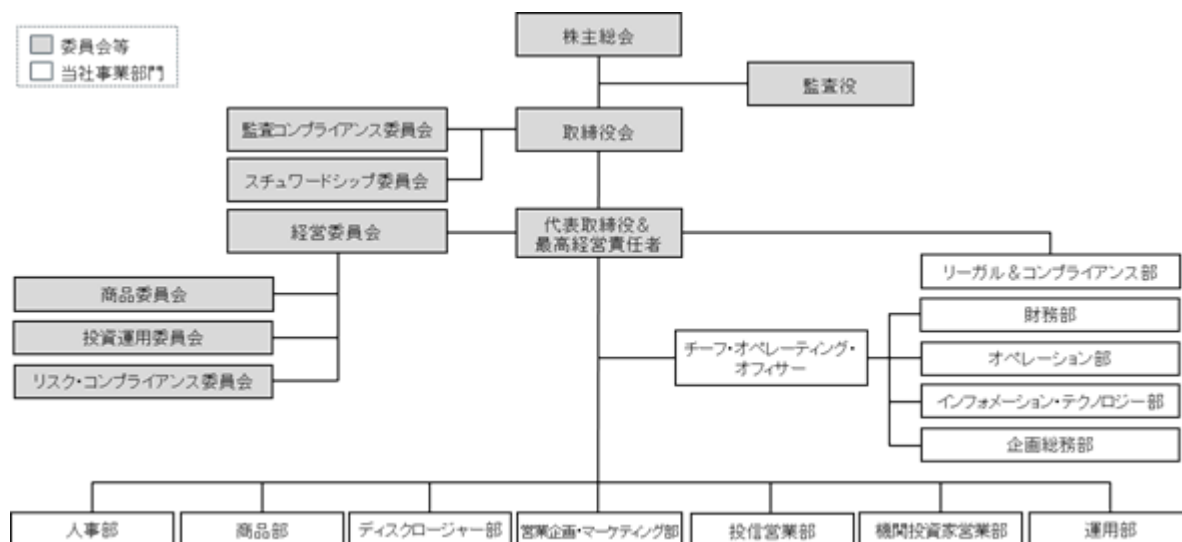 委員会等
当社事業部門
株主総会
監査役
監査コンプライアンス委員会
取締役会
スチュワードシップ委員会
経営委員会
代表取締役&
最高経営責任者
リーガル&コンプライアンス部
商品委員会
財務部
投資運用委員会
チーフ・オペレーティング・
オフィサー
オペレーション部
リスク・コンプライアンス委員会
インフォメーション・テクノロジー部
企画総務部
人事部
商品部
ディスクロージャー部
営業企画・マーケティング部
投信営業部
機関投資家営業部
運用部